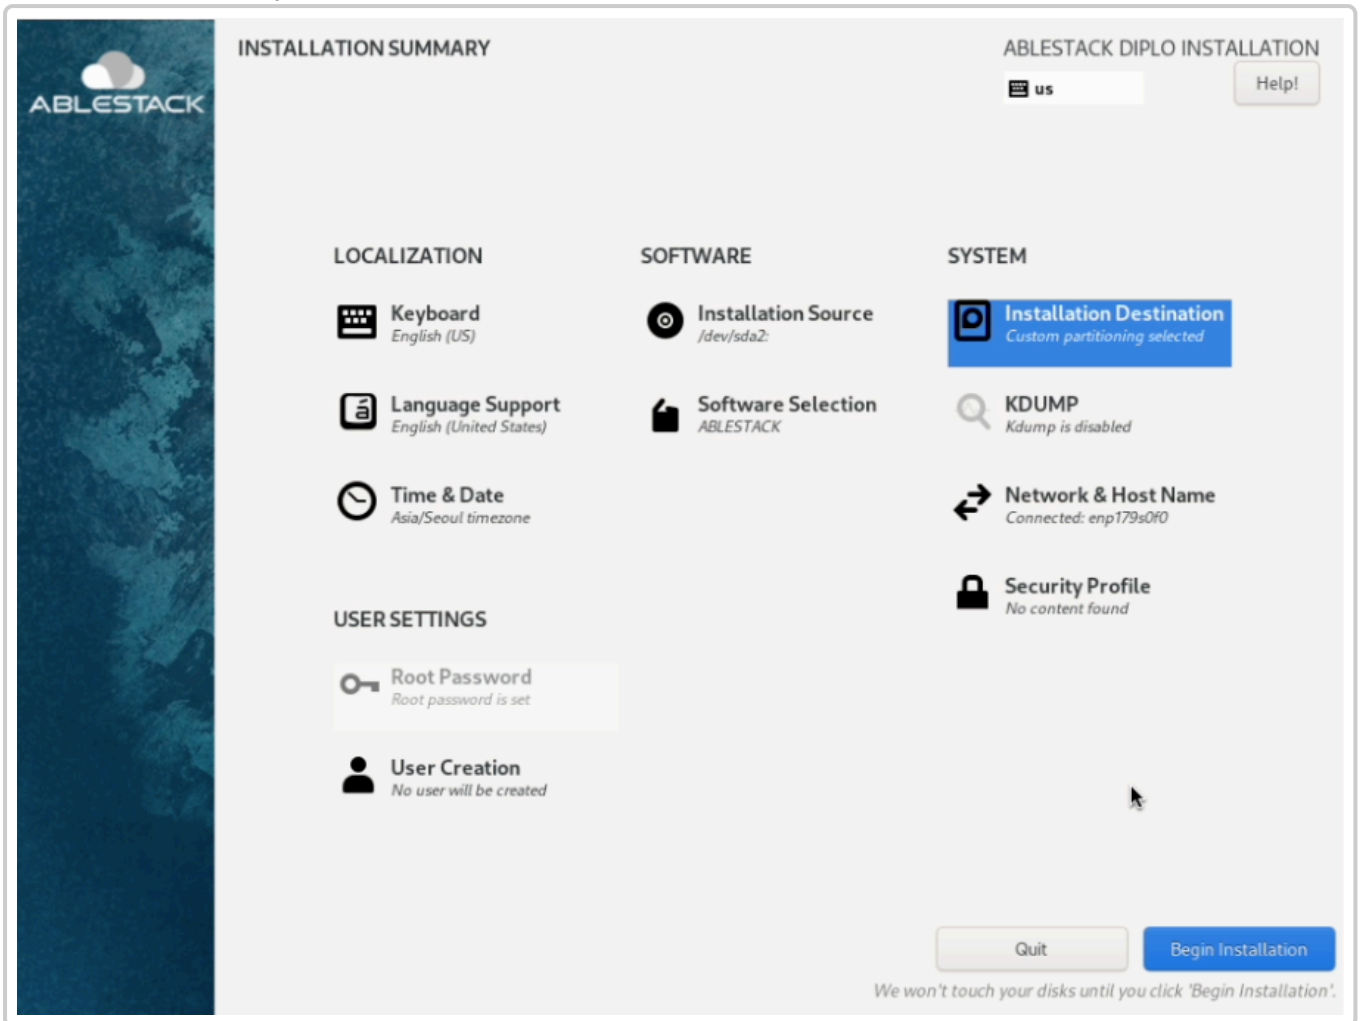 ABLESTACK
INSTALLATION SUMMARY
ABLESTACK DIPLO INSTALLATION
us
Help!
LOCALIZATION
Keyboard
English (US)
Language Support
English (United States)
Time & Date
Asia/Seoul timezone
SOFTWARE
Installation Source
/dev/sda2:
Software Selection
ABLESTACK
SYSTEM
Installation Destination
Custom partitioning selected
KDUMP
Kdump is disabled
Network & Host Name
Connected: enp179s0f0
Security Profile
No content found
USER SETTINGS
Root Password
Root password is set
User Creation
No user will be created
Quit
Begin Installation
We won't touch your disks until you click 'Begin Installation'.